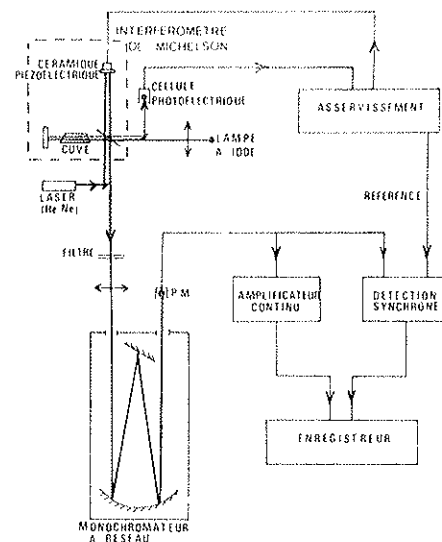 INTERFEROMETRE
DE MICHELSON
CERAMIQUE
PIEZOELECTRIQUE
CELLULE
PHOTOELECTRIQUE
ASSERVISSEMENT
CUVE
LAMPE
A IODE
LASER
(He Ne)
REFERENCE
FILTRE
P.M.
AMPLIFICATEUR
CONTINU
DETECTION
SYNCHRONE
ENREGISTREUR
MONOCHROMATEUR
A RESEAU